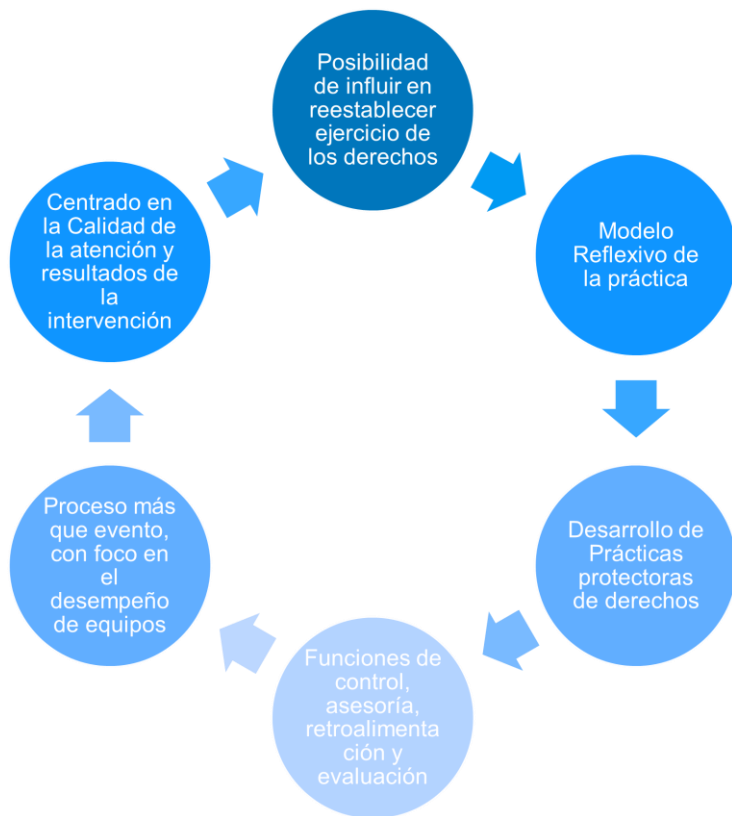 Posibilidad
de influir en
reestablecer
ejercicio de
los derechos
Modelo
Reflexivo de
la práctica
Desarrollo de
Prácticas
protectoras
de derechos
Funciones de
control,
asesoría,
retroalimenta
ción y
evaluación
Proceso más
que evento,
con foco en
el
desempeño
de equipos
Centrado en
la Calidad de
la atención y
resultados de
la
intervención